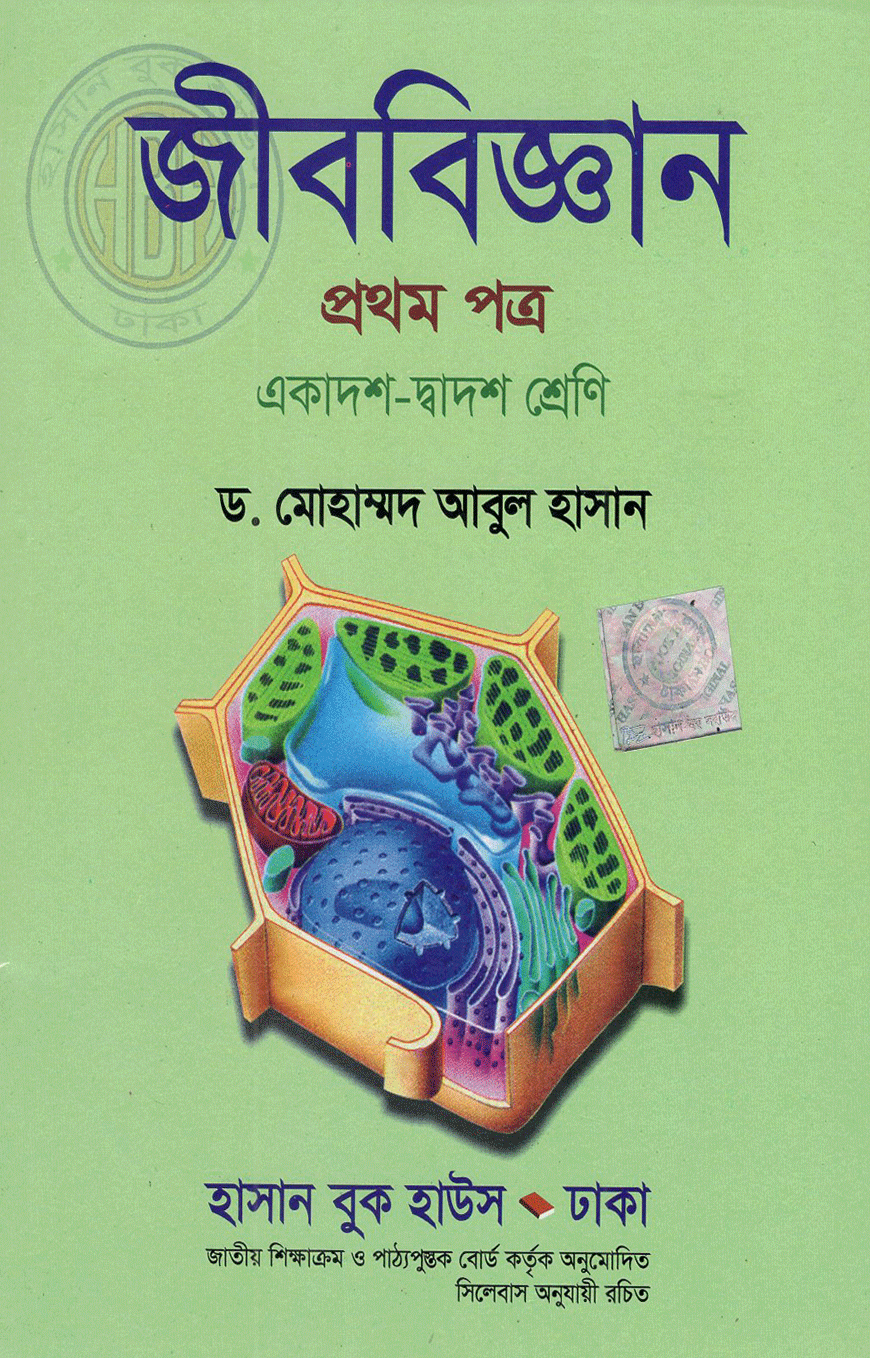 হাসান বুক
ঢাকা
জীববিজ্ঞান
প্রথম পত্র
একাদশ-দ্বাদশ শ্রেণি
ড. মোহাম্মদ আবুল হাসান
হাসান বুক হাউস ঢাকা
জাতীয় শিক্ষাক্রম ও পাঠ্যপুস্তক বোর্ড কর্তৃক অনুমোদিত
সিলেবাস অনুযায়ী রচিত